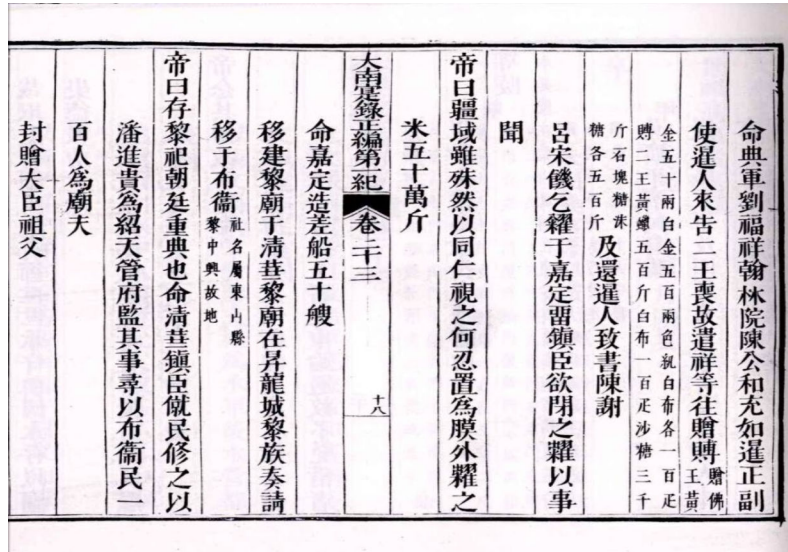 命典軍劉福祥翰林院陳公和充如暹正副
使暹人來告二王喪故遣祥等往贈賻贈佛王黃
金五十兩白金五百兩色紈白布各一百疋
賻二王黃蠟五百斤白布一百疋沙糖三千
斤石塊糖糖各五百斤及還暹人致書陳謝
呂宋饑乞糴于嘉定留鎮臣欲閉之糴以事
聞
帝曰疆域雖殊然以同仁視之何忍置爲膜外糶之
米五十萬斤
大南寔錄正編第一紀 卷二十三 十八
命嘉定造差船五十艘
移建黎廟于淸葩黎廟在昇龍城黎族奏請
移于布衞社名屬東山縣黎中興故地
帝曰存黎祀朝廷重典也命淸葩鎮臣僦民修之以
潘進貴爲紹天管府監其事尋以布衞民一
百人爲廟夫
封贈大臣祖父